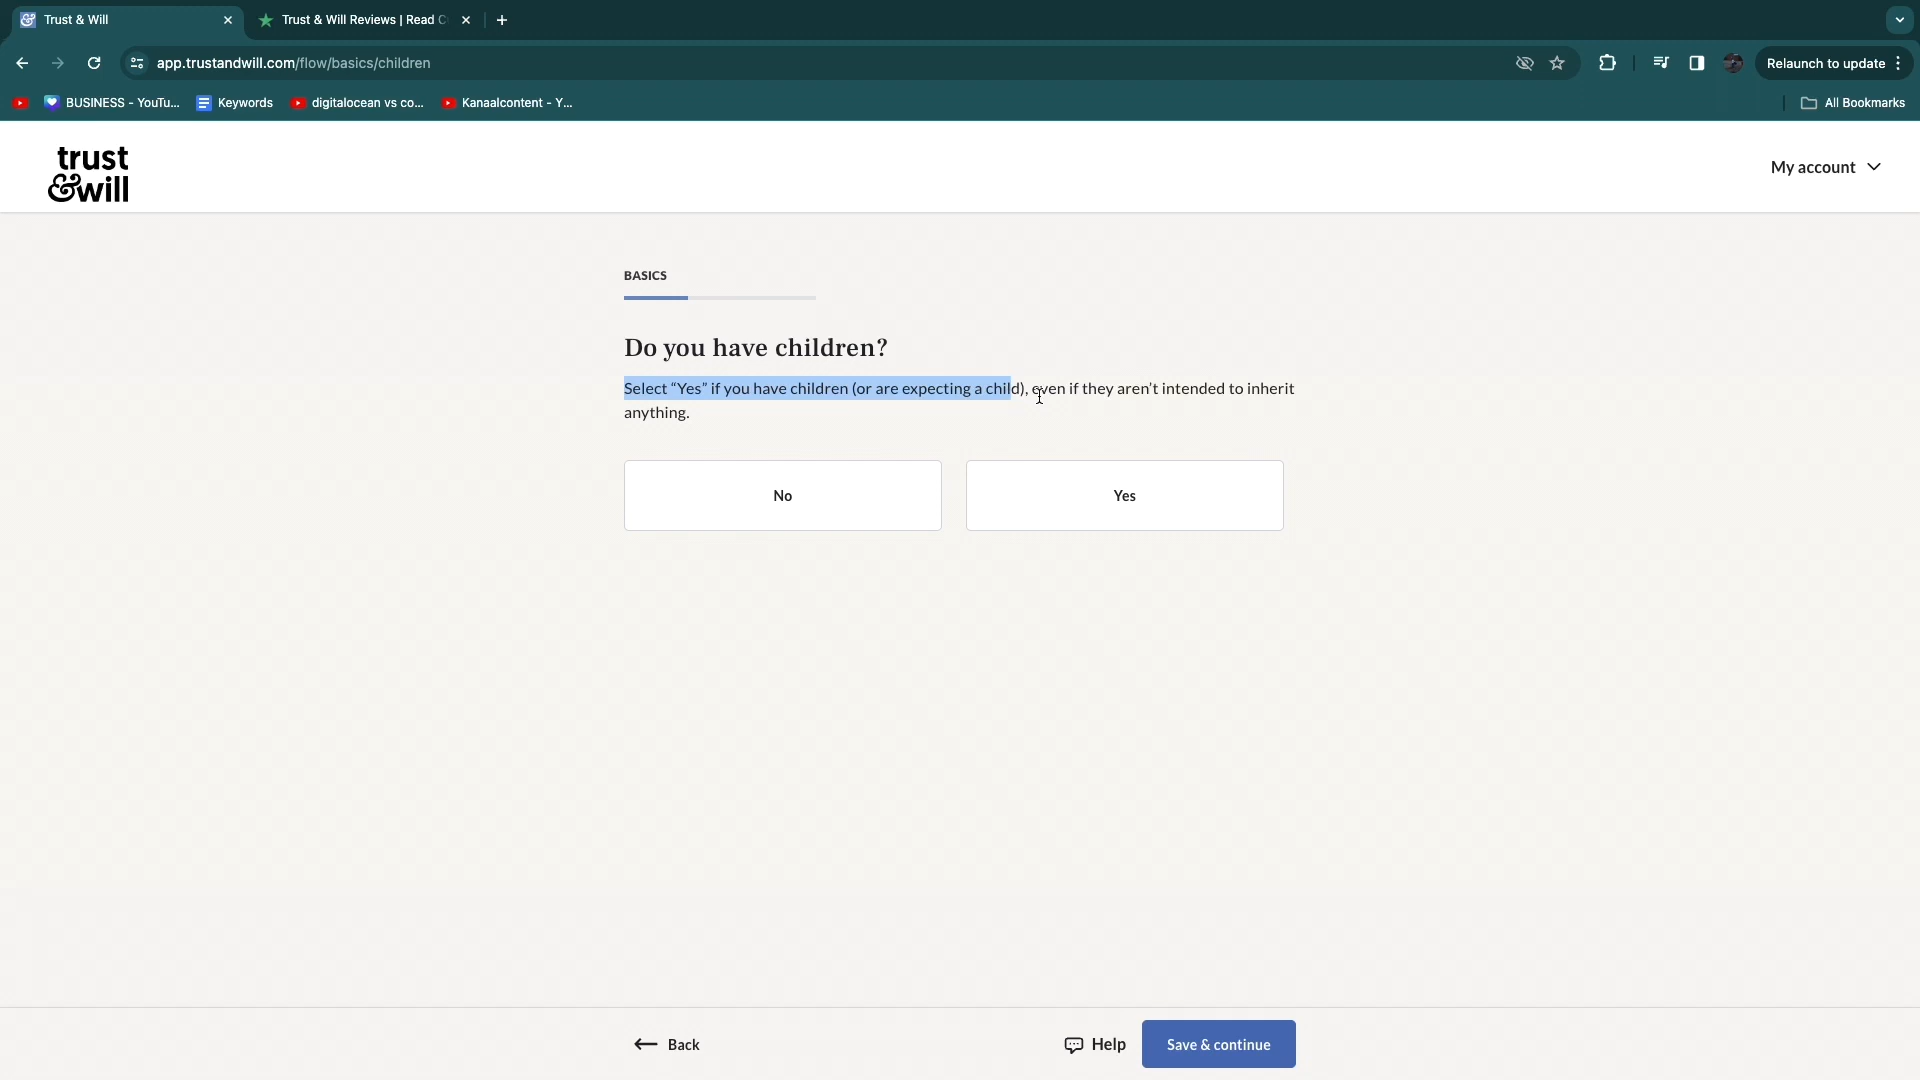 Trust & Will
Trust & Will Reviews | Read C
app.trustandwill.com/flow/basics/children
Relaunch to update
BUSINESS - YouTu...
Keywords
digitalocean vs co...
Kanaalcontent - Y...
All Bookmarks
trust
&will
My account
BASICS
Do you have children?
Select “Yes” if you have children (or are expecting a child), even if they aren’t intended to inherit
anything.
No
Yes
Back
Help
Save & continue